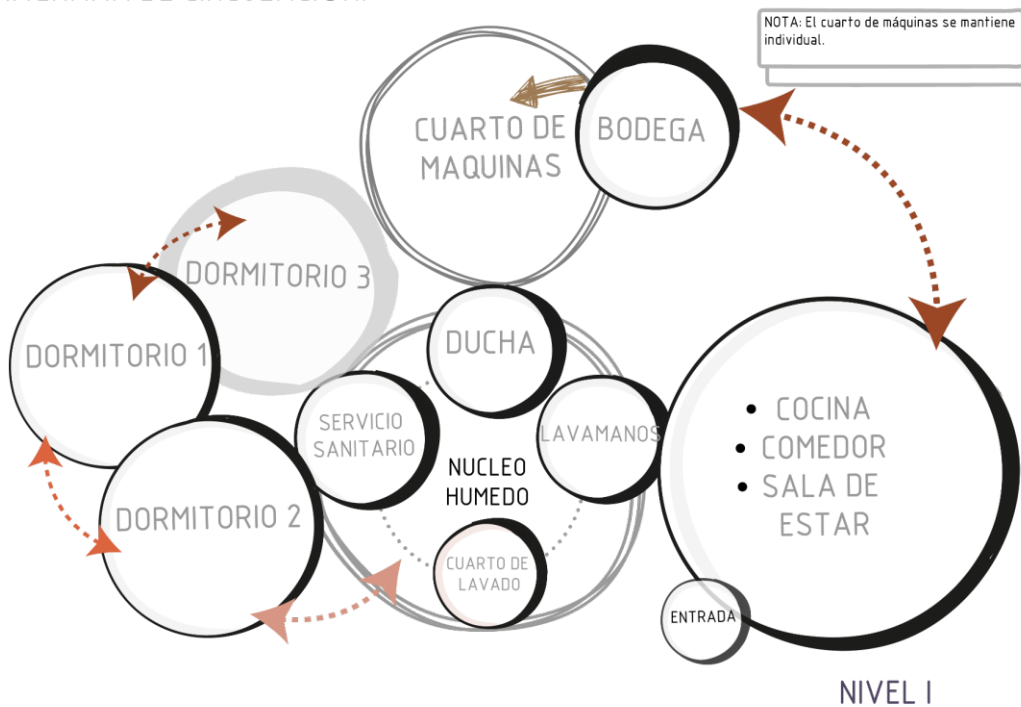 NOTA: El cuarto de máquinas se mantiene
individual.
CUARTO DE
MAQUINAS
BODEGA
DORMITORIO 3
DORMITORIO 1
DORMITORIO 2
DUCHA
SERVICIO
SANITARIO
LAVAMANOS
NUCLEO
HUMEDO
CUARTO DE
LAVADO
• COCINA
• COMEDOR
• SALA DE
ESTAR
ENTRADA
NIVEL I